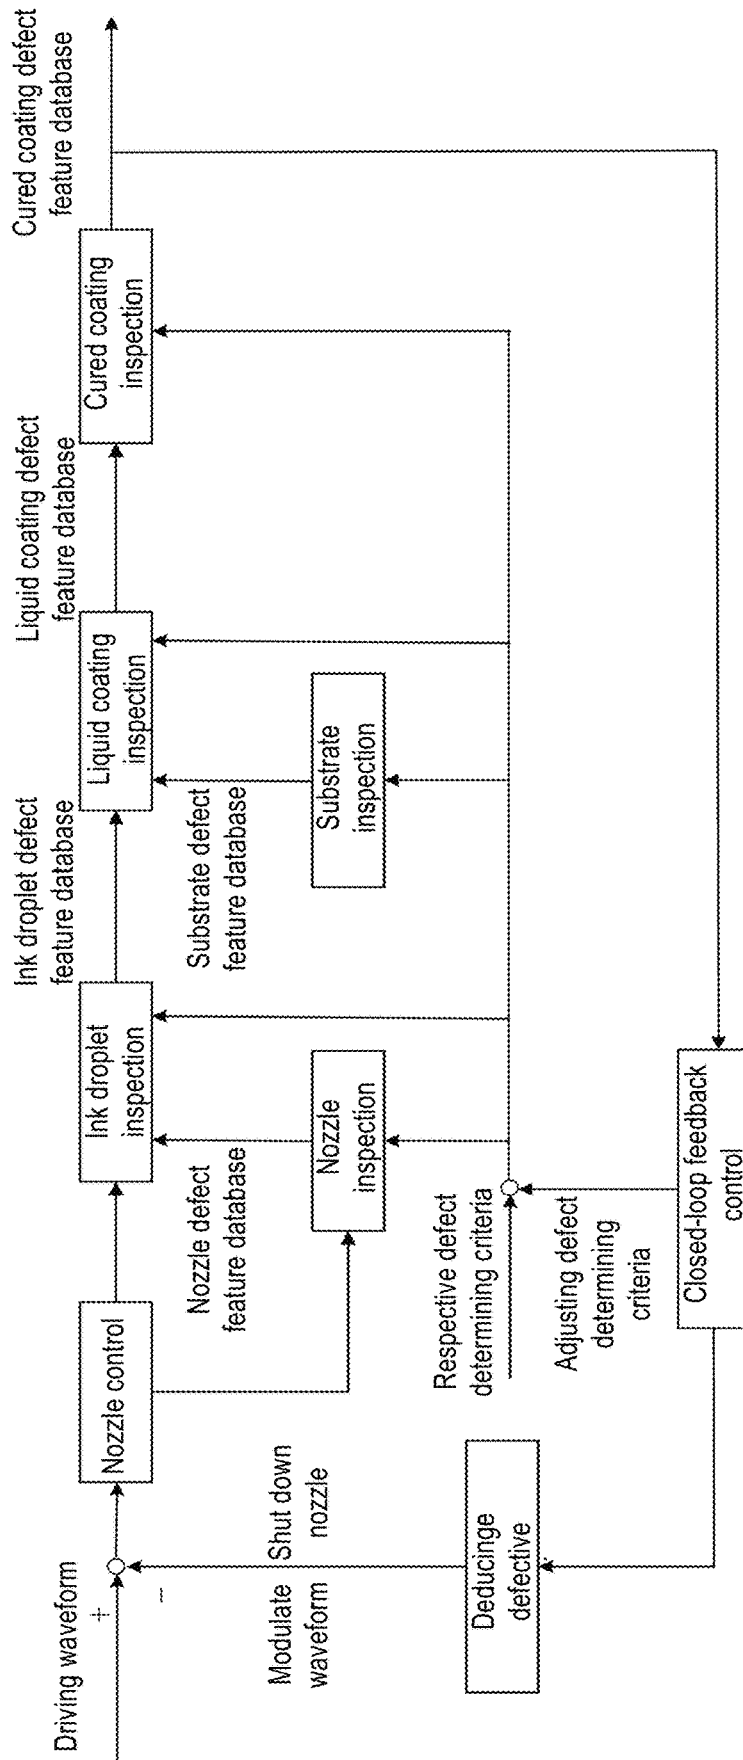 Driving waveform
+
–
Modulate
waveform
Shut down
nozzle
Deducinge
defective
Nozzle control
Nozzle defect
feature database
Nozzle
inspection
Respective defect
determining criteria
Adjusting defect
determining
criteria
Closed-loop feedback
control
Ink droplet
inspection
Ink droplet defect
feature database
Substrate defect
feature database
Substrate
inspection
Liquid coating
inspection
Liquid coating defect
feature database
Cured coating
inspection
Cured coating defect
feature database